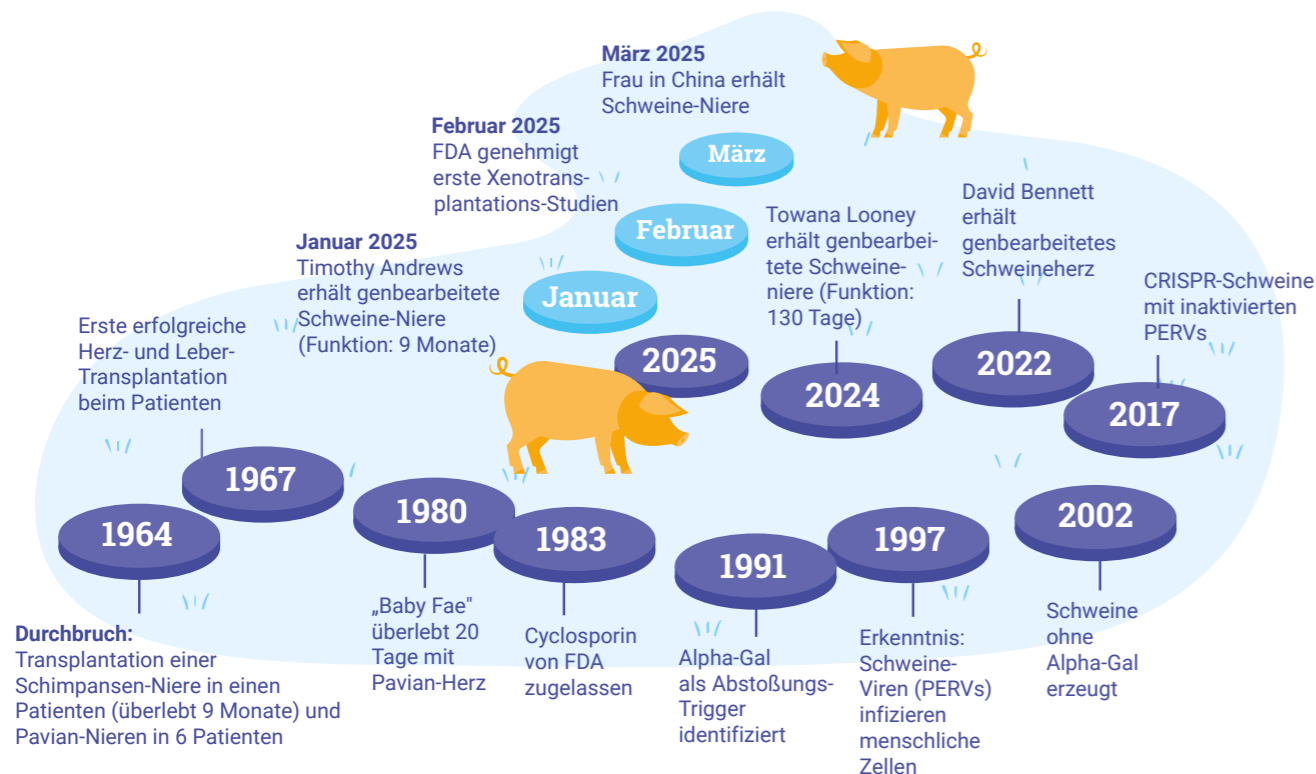 März 2025
Frau in China erhält
Schweine-Niere
März
Februar 2025
FDA genehmigt
erste Xenotrans-
plantations-Studien
Februar
Januar 2025
Timothy Andrews
erhält genbearbeitete
Schweine-Niere
(Funktion: 9 Monate)
Januar
2025
Towana Looney
erhält genbearbei-
tete Schweine-
niere (Funktion:
130 Tage)
2024
David Bennett
erhält
genbearbeitetes
Schweineherz
2022
CRISPR-Schweine
mit inaktivierten
PERVs
2017
Erste erfolgreiche
Herz- und Leber-
Transplantation
beim Patienten
1967
1964
Durchbruch:
Transplantation einer
Schimpansen-Niere in einen
Patienten (überlebt 9 Monate) und
Pavian-Nieren in 6 Patienten
1980
„Baby Fae"
überlebt 20
Tage mit
Pavian-Herz
1983
Cyclosporin
von FDA
zugelassen
1991
Alpha-Gal
als Abstoßungs-
Trigger
identifiziert
1997
Erkenntnis:
Schweine-
Viren (PERVs)
infizieren
menschliche
Zellen
2002
Schweine
ohne
Alpha-Gal
erzeugt